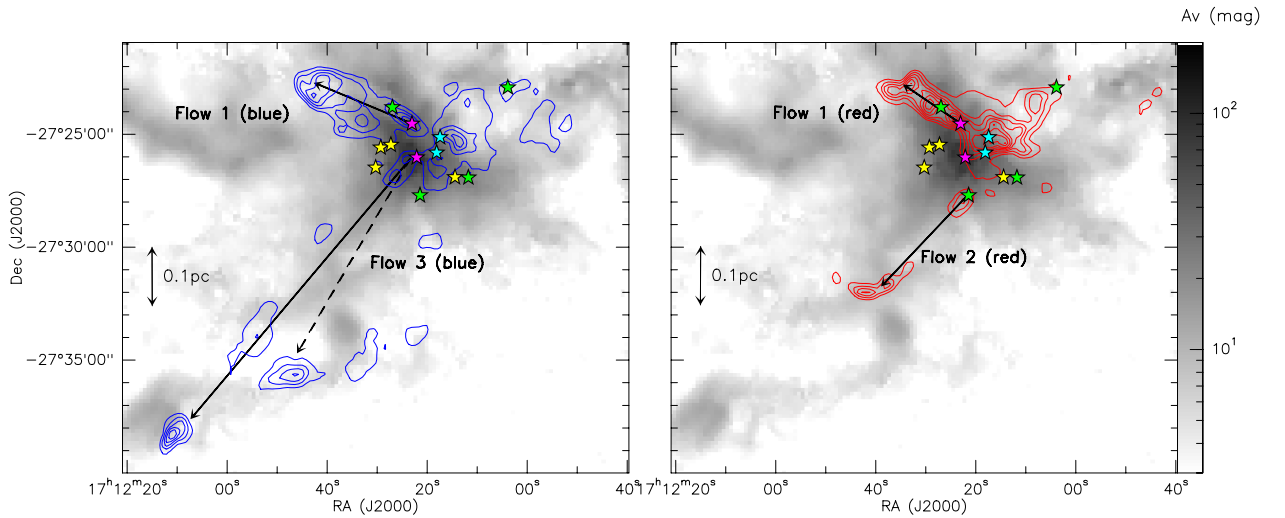 Av (mag)
Flow 1 (blue)
Flow 1 (red)
10²
−27°25'00''
Dec (J2000)
−27°30'00''
Flow 3 (blue)
Flow 2 (red)
0.1pc
0.1pc
−27°35'00''
10¹
17ʰ12ᵐ20ˢ 00ˢ 40ˢ 20ˢ 00ˢ 40ˢ
17ʰ12ᵐ20ˢ 00ˢ 40ˢ 20ˢ 00ˢ 40ˢ
RA (J2000)
RA (J2000)